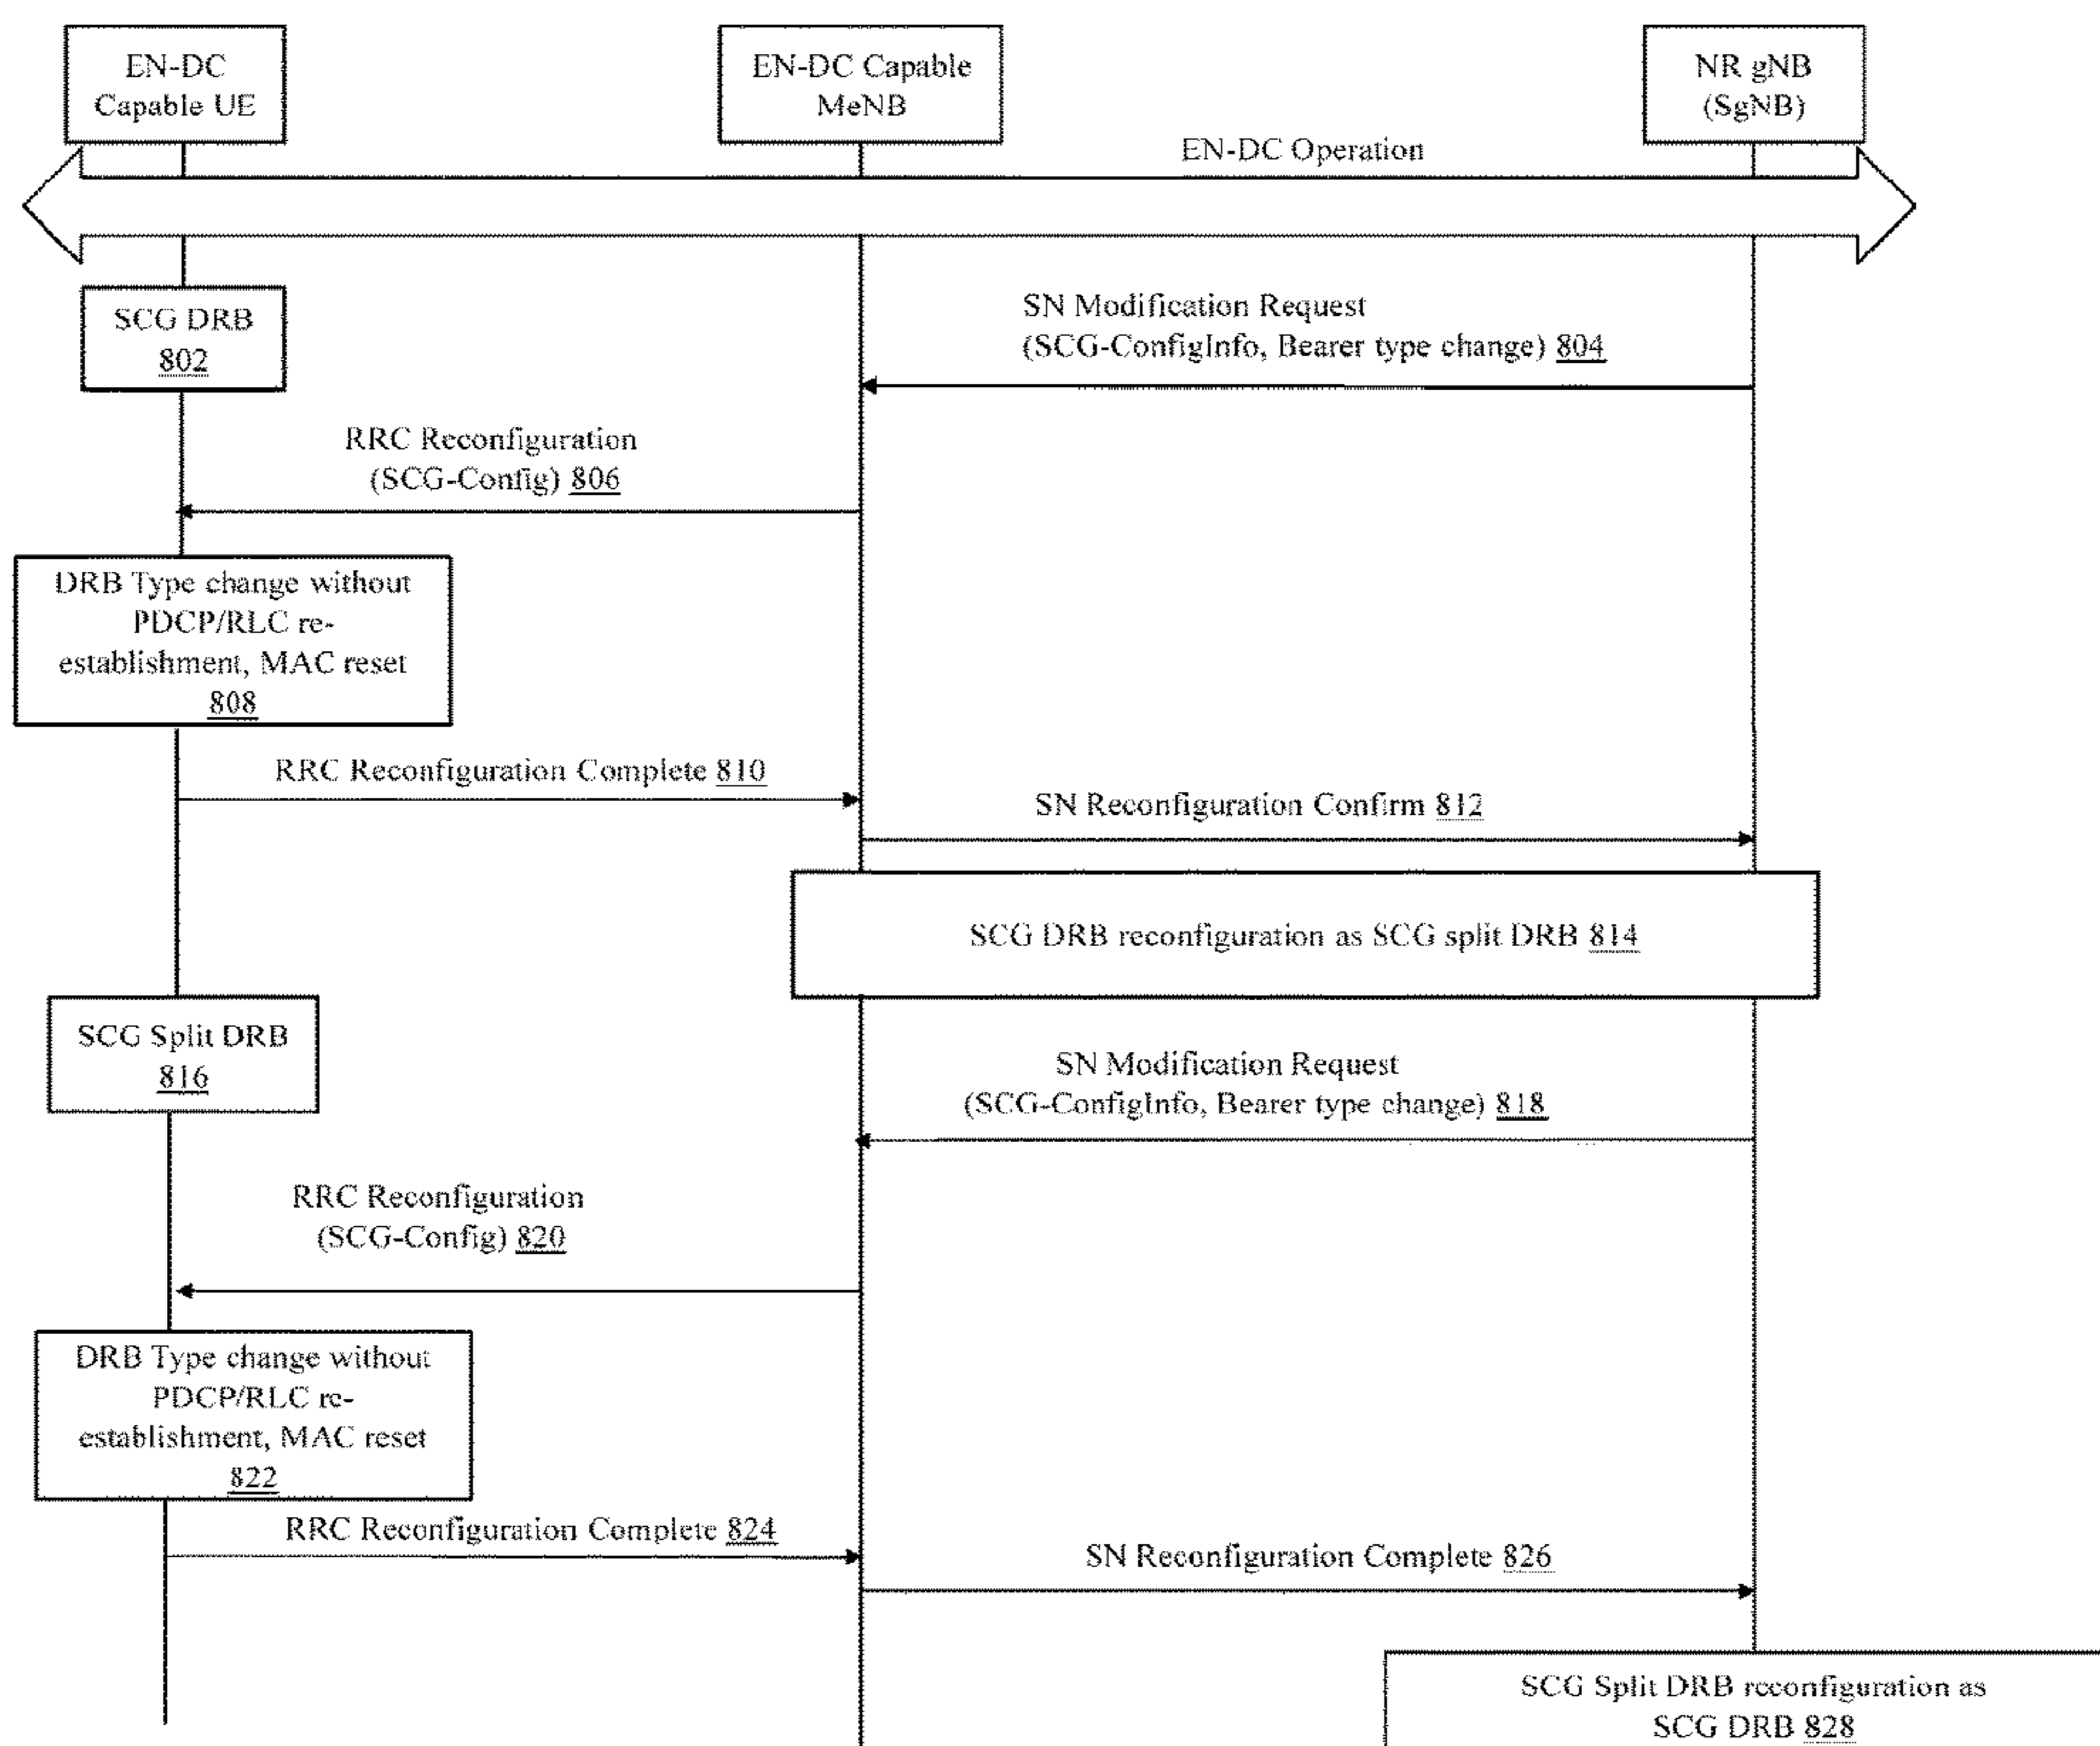 EN-DC
Capable UE
EN-DC Capable
MeNB
NR gNB
(SgNB)
EN-DC Operation
SCG DRB
802
SN Modification Request
(SCG-ConfigInfo, Bearer type change) 804
RRC Reconfiguration
(SCG-Config) 806
DRB Type change without
PDCP/RLC re-
establishment, MAC reset
808
RRC Reconfiguration Complete 810
SN Reconfiguration Confirm 812
SCG DRB reconfiguration as SCG split DRB 814
SCG Split DRB
816
SN Modification Request
(SCG-ConfigInfo, Bearer type change) 818
RRC Reconfiguration
(SCG-Config) 820
DRB Type change without
PDCP/RLC re-
establishment, MAC reset
822
RRC Reconfiguration Complete 824
SN Reconfiguration Complete 826
SCG Split DRB reconfiguration as
SCG DRB 828